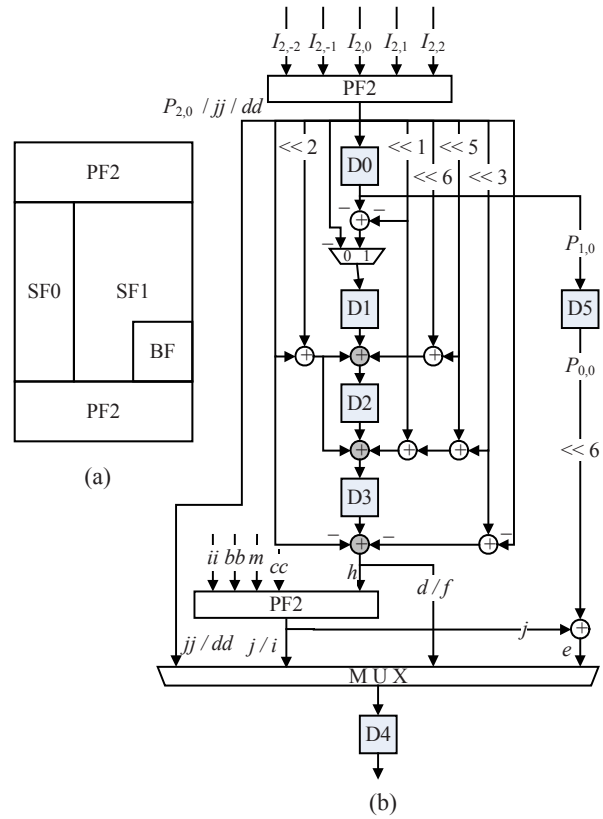 I2,-2 I2,-1 I2,0 I2,1 I2,2
PF2
P2,0 / jj / dd
<< 2
<< 1
<< 5
<< 6
<< 3
D0
− −
+
−
0 1
P1,0
D1
D5
+ + +
P0,0
D2
+ + +
<< 6
D3
− − −
+ +
PF2
SF0
SF1
BF
PF2
(a)
ii bb m cc
h
PF2
d / f
jj / dd
j / i
j
+
e
MUX
D4
(b)